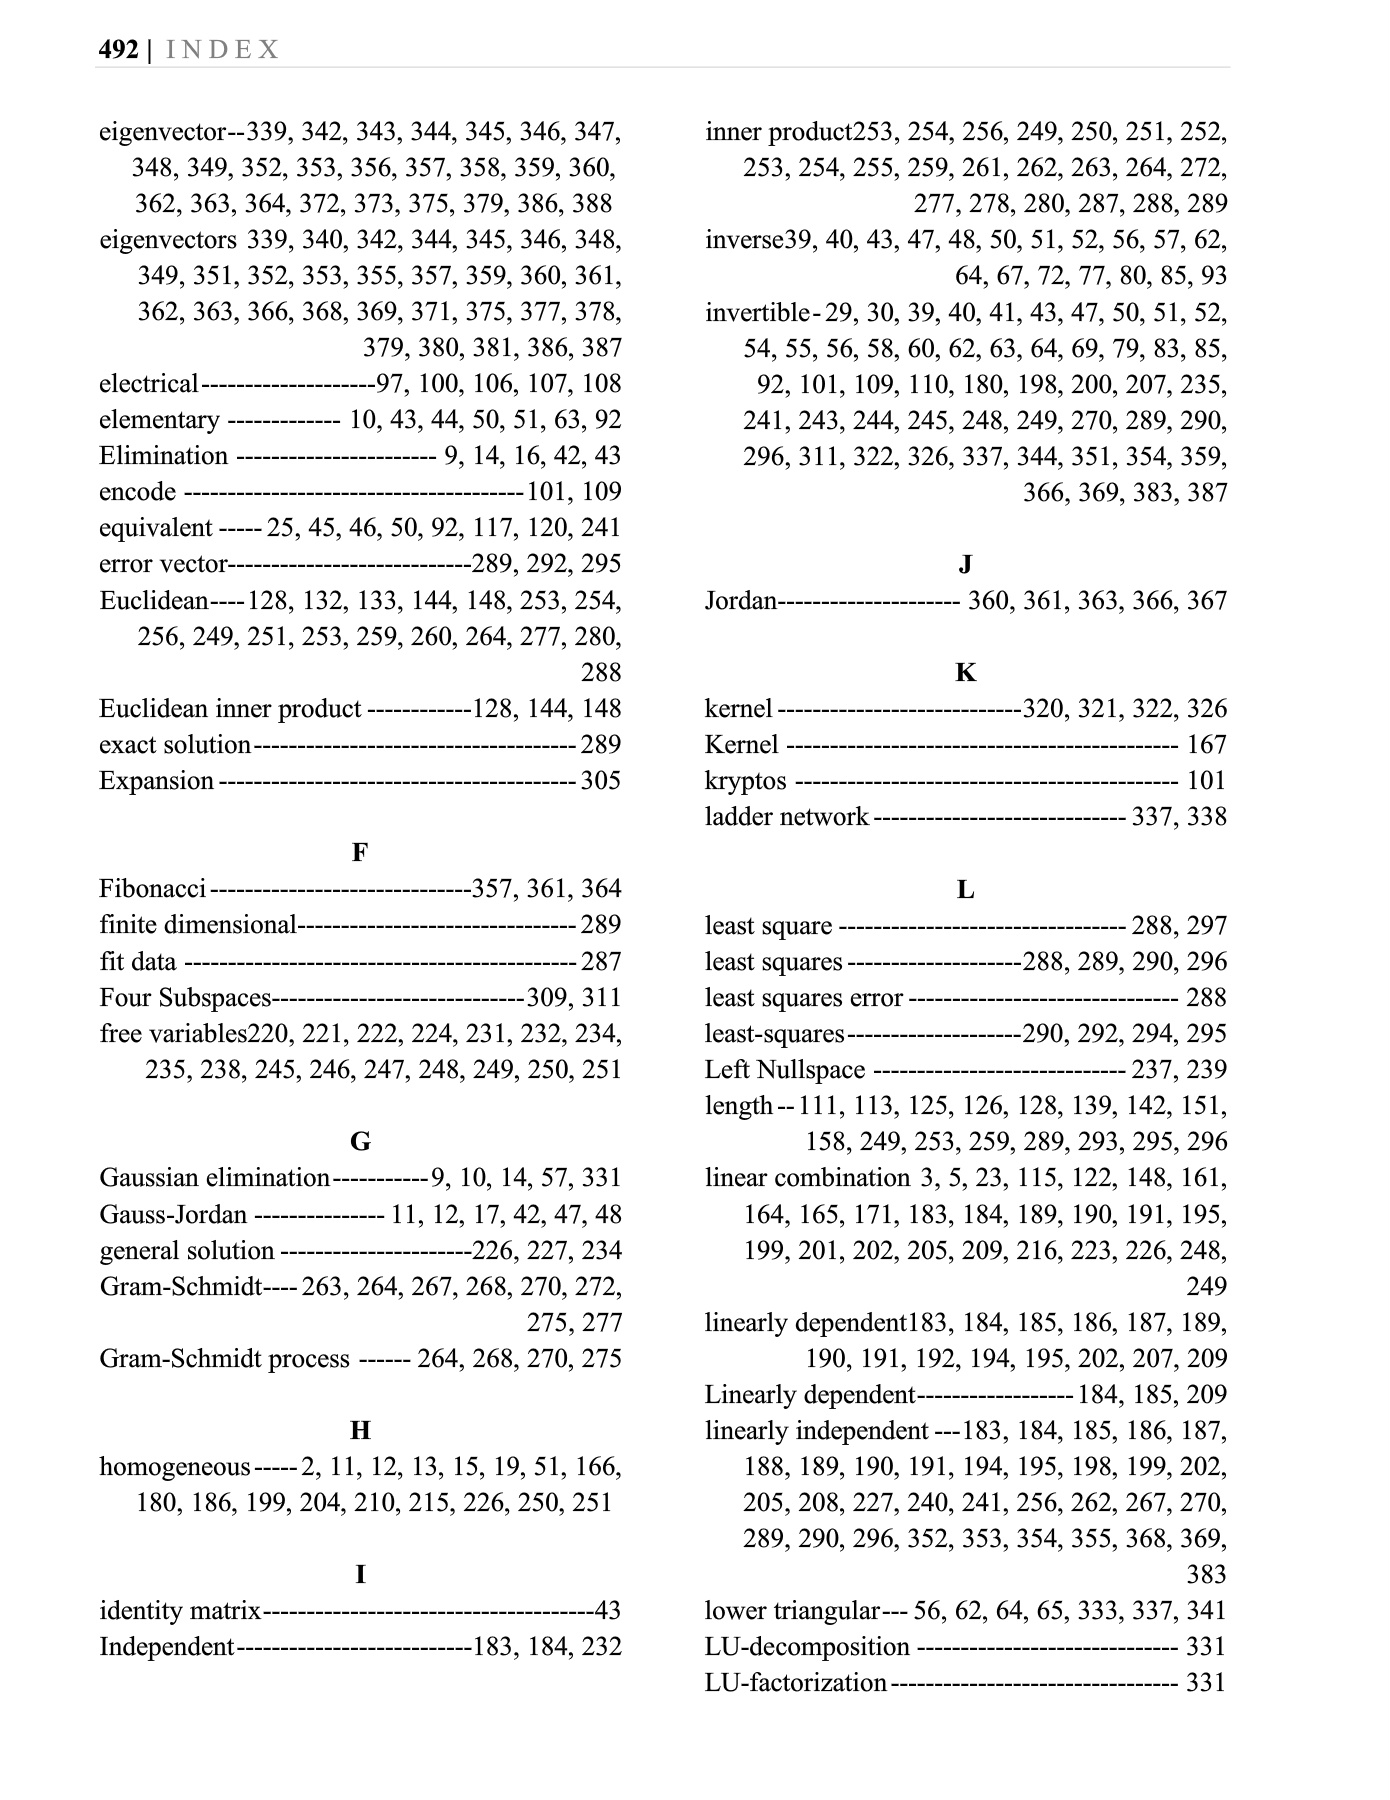 492 | INDEX
eigenvector--339, 342, 343, 344, 345, 346, 347,
348, 349, 352, 353, 356, 357, 358, 359, 360,
362, 363, 364, 372, 373, 375, 379, 386, 388
eigenvectors 339, 340, 342, 344, 345, 346, 348,
349, 351, 352, 353, 355, 357, 359, 360, 361,
362, 363, 366, 368, 369, 371, 375, 377, 378,
379, 380, 381, 386, 387
electrical--------------------97, 100, 106, 107, 108
elementary ------------- 10, 43, 44, 50, 51, 63, 92
Elimination ----------------------- 9, 14, 16, 42, 43
encode ---------------------------------------101, 109
equivalent ----- 25, 45, 46, 50, 92, 117, 120, 241
error vector----------------------------289, 292, 295
Euclidean----128, 132, 133, 144, 148, 253, 254,
256, 249, 251, 253, 259, 260, 264, 277, 280,
288
Euclidean inner product ------------128, 144, 148
exact solution------------------------------------- 289
Expansion ----------------------------------------- 305
F
Fibonacci ------------------------------357, 361, 364
finite dimensional-------------------------------- 289
fit data --------------------------------------------- 287
Four Subspaces-----------------------------309, 311
free variables220, 221, 222, 224, 231, 232, 234,
235, 238, 245, 246, 247, 248, 249, 250, 251
G
Gaussian elimination-----------9, 10, 14, 57, 331
Gauss-Jordan --------------- 11, 12, 17, 42, 47, 48
general solution ----------------------226, 227, 234
Gram-Schmidt---- 263, 264, 267, 268, 270, 272,
275, 277
Gram-Schmidt process ------ 264, 268, 270, 275
H
homogeneous ----- 2, 11, 12, 13, 15, 19, 51, 166,
180, 186, 199, 204, 210, 215, 226, 250, 251
I
identity matrix--------------------------------------43
Independent---------------------------183, 184, 232
inner product253, 254, 256, 249, 250, 251, 252,
253, 254, 255, 259, 261, 262, 263, 264, 272,
277, 278, 280, 287, 288, 289
inverse39, 40, 43, 47, 48, 50, 51, 52, 56, 57, 62,
64, 67, 72, 77, 80, 85, 93
invertible - 29, 30, 39, 40, 41, 43, 47, 50, 51, 52,
54, 55, 56, 58, 60, 62, 63, 64, 69, 79, 83, 85,
92, 101, 109, 110, 180, 198, 200, 207, 235,
241, 243, 244, 245, 248, 249, 270, 289, 290,
296, 311, 322, 326, 337, 344, 351, 354, 359,
366, 369, 383, 387
J
Jordan--------------------- 360, 361, 363, 366, 367
K
kernel ----------------------------320, 321, 322, 326
Kernel --------------------------------------------- 167
kryptos -------------------------------------------- 101
ladder network ----------------------------- 337, 338
L
least square --------------------------------- 288, 297
least squares --------------------288, 289, 290, 296
least squares error ------------------------------- 288
least-squares--------------------290, 292, 294, 295
Left Nullspace ----------------------------- 237, 239
length -- 111, 113, 125, 126, 128, 139, 142, 151,
158, 249, 253, 259, 289, 293, 295, 296
linear combination 3, 5, 23, 115, 122, 148, 161,
164, 165, 171, 183, 184, 189, 190, 191, 195,
199, 201, 202, 205, 209, 216, 223, 226, 248,
249
linearly dependent183, 184, 185, 186, 187, 189,
190, 191, 192, 194, 195, 202, 207, 209
Linearly dependent------------------ 184, 185, 209
linearly independent ---183, 184, 185, 186, 187,
188, 189, 190, 191, 194, 195, 198, 199, 202,
205, 208, 227, 240, 241, 256, 262, 267, 270,
289, 290, 296, 352, 353, 354, 355, 368, 369,
383
lower triangular--- 56, 62, 64, 65, 333, 337, 341
LU-decomposition ------------------------------ 331
LU-factorization --------------------------------- 331